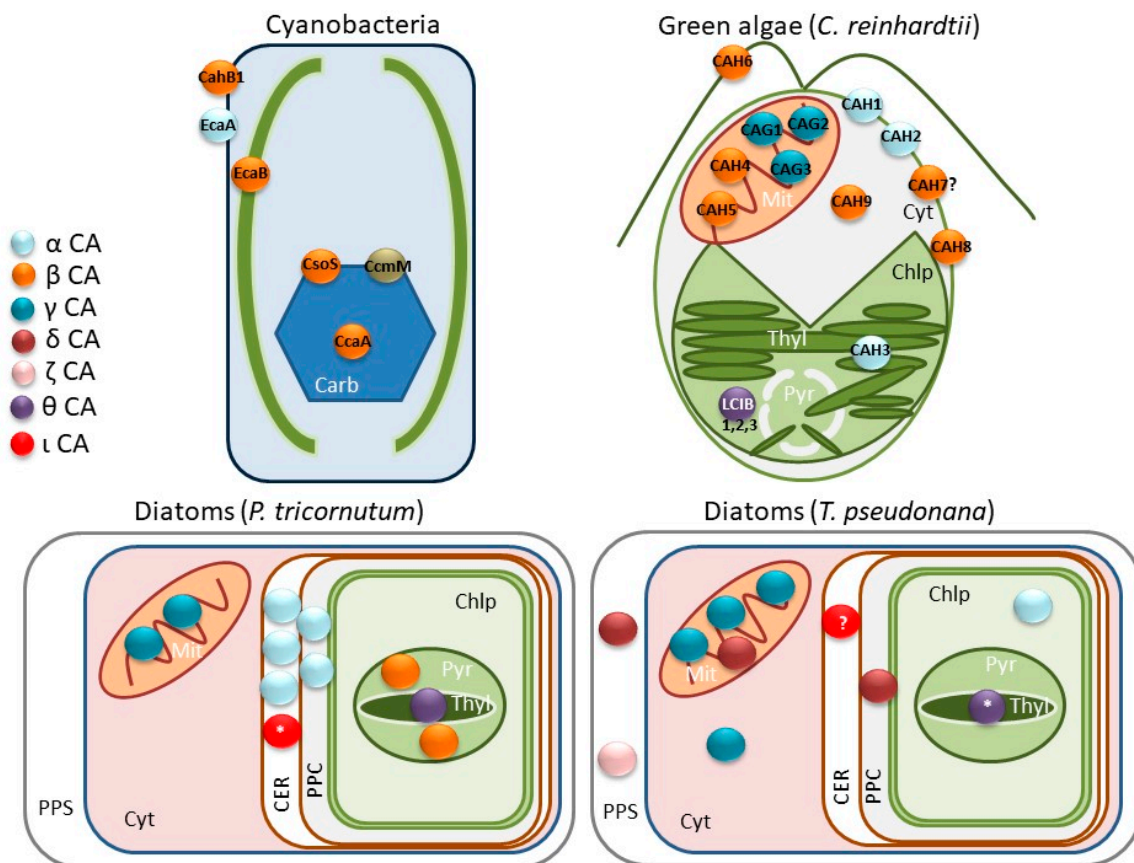 Cyanobacteria
CahB1
EcaA
EcaB
CsoS
CcmM
CcaA
Carb
α CA
β CA
γ CA
δ CA
ζ CA
θ CA
ι CA
Green algae (C. reinhardtii)
CAH6
CAH1
CAG1
CAG2
CAH2
CAH4
CAG3
CAH7?
Mit
CAH9
CAH5
Cyt
CAH8
Chlp
Thyl
CAH3
Pyr
LCIB
1,2,3
Diatoms (P. tricornutum)
Chlp
Mit
Pyr
Thyl
*
CER
PPC
PPS
Cyt
Diatoms (T. pseudonana)
Chlp
?
Mit
Pyr
* Thyl
CER
PPC
PPS
Cyt